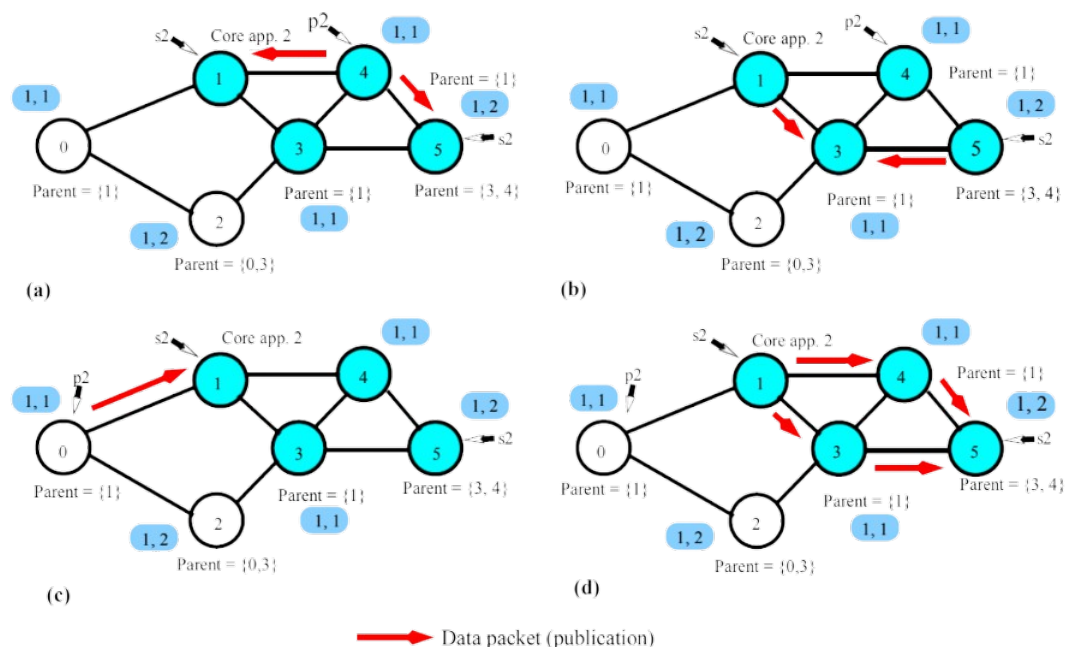 p2
s2
Core app. 2
1, 1
1
4
Parent = {1}
1, 1
1, 2
0
3
5
s2
Parent = {1}
Parent = {1}
Parent = {3, 4}
2
1, 1
1, 2
Parent = {0,3}
(a)
p2
s2
Core app. 2
1, 1
1
4
Parent = {1}
1, 1
1, 2
0
3
5
s2
Parent = {1}
Parent = {1}
Parent = {3, 4}
2
1, 1
1, 2
Parent = {0,3}
(b)
s2
Core app. 2
1, 1
p2
1
4
1, 1
1, 2
0
3
5
s2
Parent = {1}
Parent = {1}
Parent = {3, 4}
2
1, 1
1, 2
Parent = {0,3}
(c)
s2
Core app. 2
1, 1
p2
1
4
Parent = {1}
1, 1
1, 2
0
3
5
s2
Parent = {1}
Parent = {1}
Parent = {3, 4}
2
1, 1
1, 2
Parent = {0,3}
(d)
Data packet (publication)